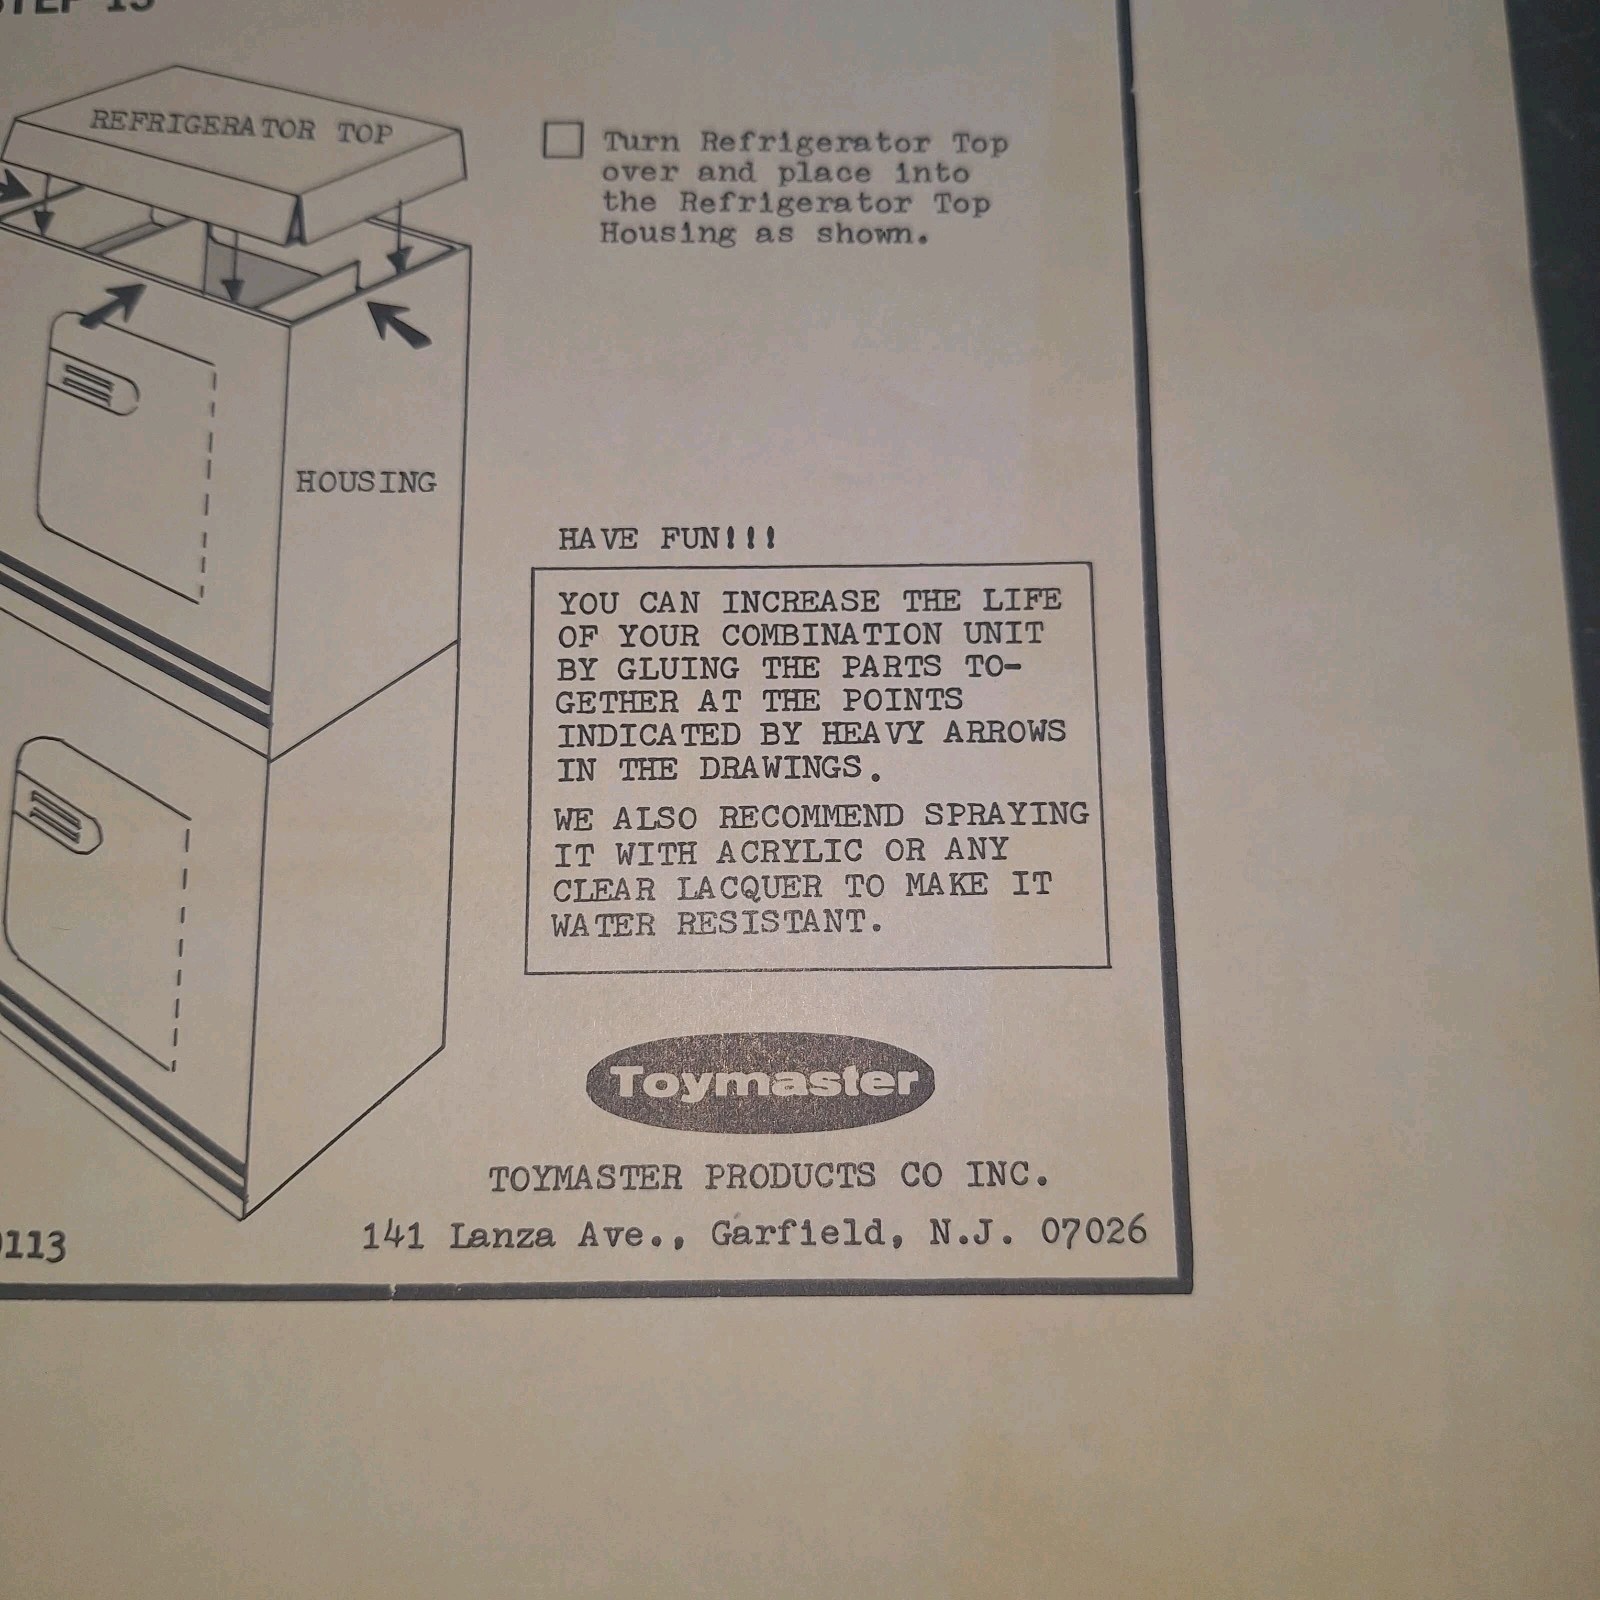 STEP 13
REFRIGERATOR TOP
Turn Refrigerator Top
over and place into
the Refrigerator Top
Housing as shown.
HOUSING
HAVE FUN!!!
YOU CAN INCREASE THE LIFE
OF YOUR COMBINATION UNIT
BY GLUING THE PARTS TO-
GETHER AT THE POINTS
INDICATED BY HEAVY ARROWS
IN THE DRAWINGS.
WE ALSO RECOMMEND SPRAYING
IT WITH ACRYLIC OR ANY
CLEAR LACQUER TO MAKE IT
WATER RESISTANT.
Toymaster
TOYMASTER PRODUCTS CO INC.
141 Lanza Ave., Garfield, N.J. 07026